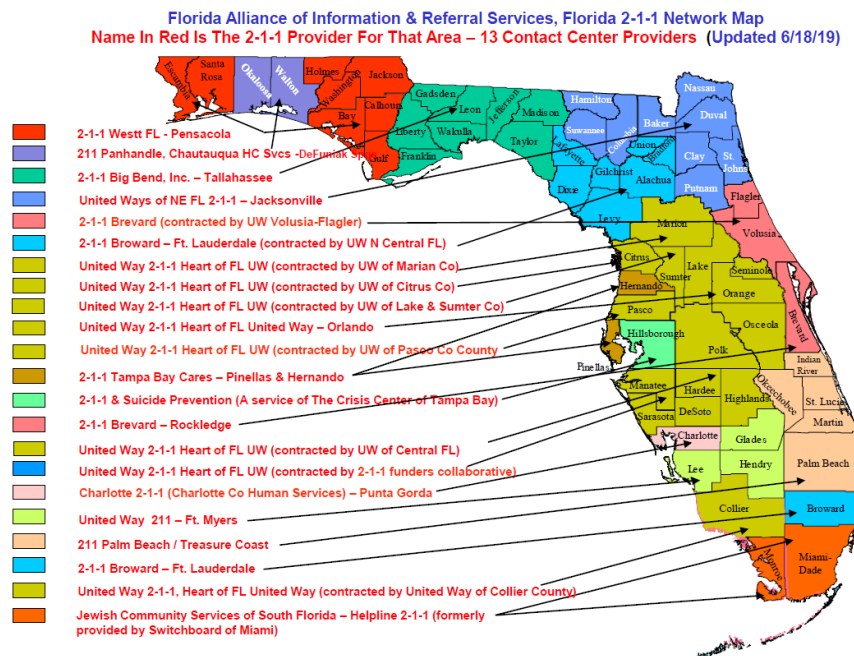 Florida Alliance of Information & Referral Services, Florida 2-1-1 Network Map
Name In Red Is The 2-1-1 Provider For That Area – 13 Contact Center Providers (Updated 6/18/19)
2-1-1 Westt FL - Pensacola
211 Panhandle, Chautauqua HC Svcs -DeFuniak Spgs
2-1-1 Big Bend, Inc. – Tallahassee
United Ways of NE FL 2-1-1 – Jacksonville
2-1-1 Brevard (contracted by UW Volusia-Flagler)
2-1-1 Broward – Ft. Lauderdale (contracted by UW N Central FL)
United Way 2-1-1 Heart of FL UW (contracted by UW of Marian Co)
United Way 2-1-1 Heart of FL UW (contracted by UW of Citrus Co)
United Way 2-1-1 Heart of FL UW (contracted by UW of Lake & Sumter Co)
United Way 2-1-1 Heart of FL United Way – Orlando
United Way 2-1-1 Heart of FL UW (contracted by UW of Pasco Co County
2-1-1 Tampa Bay Cares – Pinellas & Hernando
2-1-1 & Suicide Prevention (A service of The Crisis Center of Tampa Bay)
2-1-1 Brevard – Rockledge
United Way 2-1-1 Heart of FL UW (contracted by UW of Central FL)
United Way 2-1-1 Heart of FL UW (contracted by 2-1-1 funders collaborative)
Charlotte 2-1-1 (Charlotte Co Human Services) – Punta Gorda
United Way 211 – Ft. Myers
211 Palm Beach / Treasure Coast
2-1-1 Broward – Ft. Lauderdale
United Way 2-1-1, Heart of FL United Way (contracted by United Way of Collier County)
Jewish Community Services of South Florida – Helpline 2-1-1 (formerly
provided by Switchboard of Miami)
Escambia
Santa
Rosa
Okaloosa
Walton
Holmes
Washington
Jackson
Bay
Calhoun
Gulf
Gadsden
Liberty
Franklin
Leon
Wakulla
Jefferson
Madison
Taylor
Hamilton
Suwannee
Columbia
Lafayette
Dixie
Gilchrist
Levy
Baker
Union
Bradford
Alachua
Nassau
Duval
Clay
St.
Johns
Putnam
Flagler
Volusia
Marion
Citrus
Sumter
Lake
Seminole
Orange
Hernando
Pasco
Osceola
Brevard
Hillsborough
Pinellas
Polk
Indian
River
Manatee
Hardee
Highlands
Okeechobee
St. Lucie
Sarasota
DeSoto
Martin
Charlotte
Glades
Lee
Hendry
Palm Beach
Collier
Broward
Monroe
Miami-
Dade